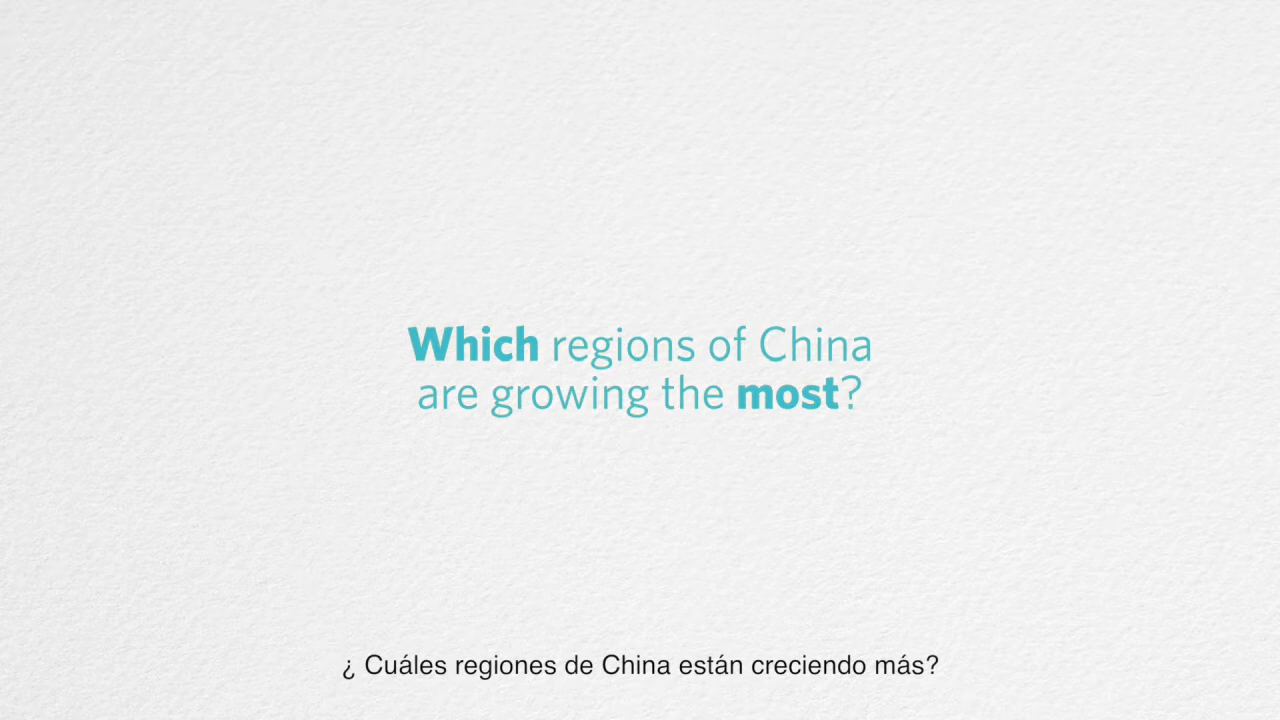 Which regions of China
are growing the most?
¿ Cuáles regiones de China están creciendo más?